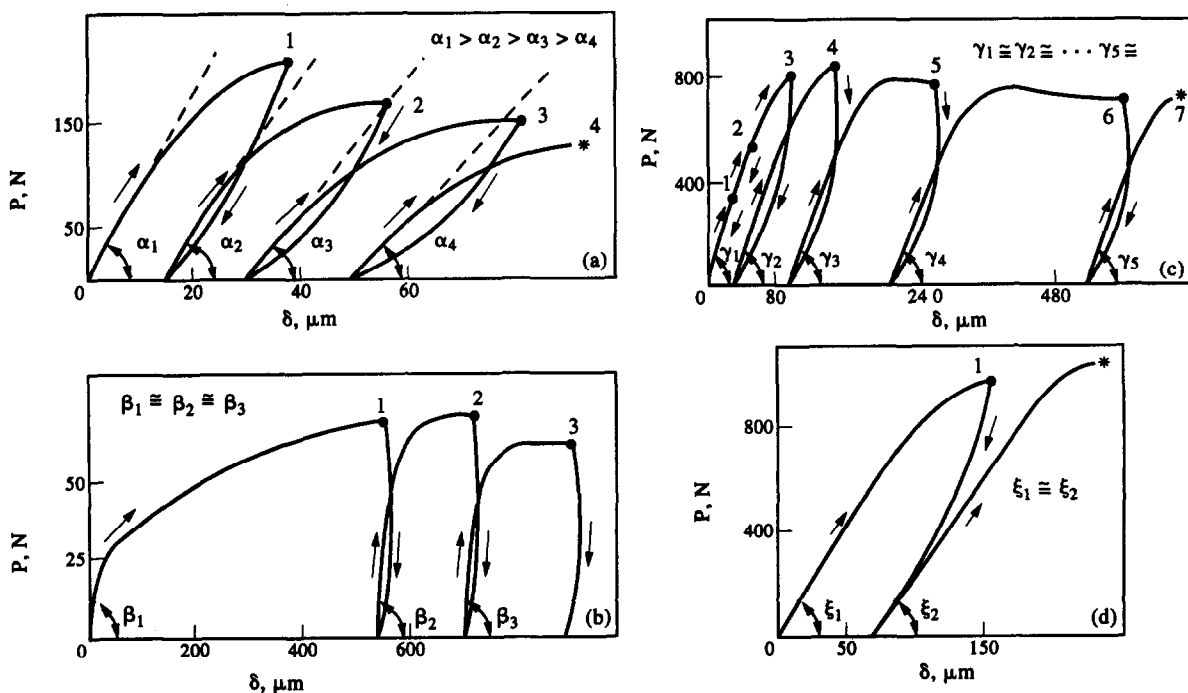 α₁ > α₂ > α₃ > α₄
1
2
3
4
*
P, N
150
50
α₁
α₂
α₃
α₄
(a)
0
20
40
60
δ, μm
γ₁ ≅ γ₂ ≅ · · · γ₅ ≅
3
4
5
6
*
7
2
1
P, N
800
400
γ₁
γ₂
γ₃
γ₄
γ₅
(c)
0
80
24 0
480
δ, μm
β₁ ≅ β₂ ≅ β₃
1
2
3
P, N
50
25
β₁
β₂
β₃
(b)
0
200
400
600
δ, μm
1
*
P, N
800
400
ξ₁ ≅ ξ₂
ξ₁
ξ₂
(d)
0
50
150
δ, μm